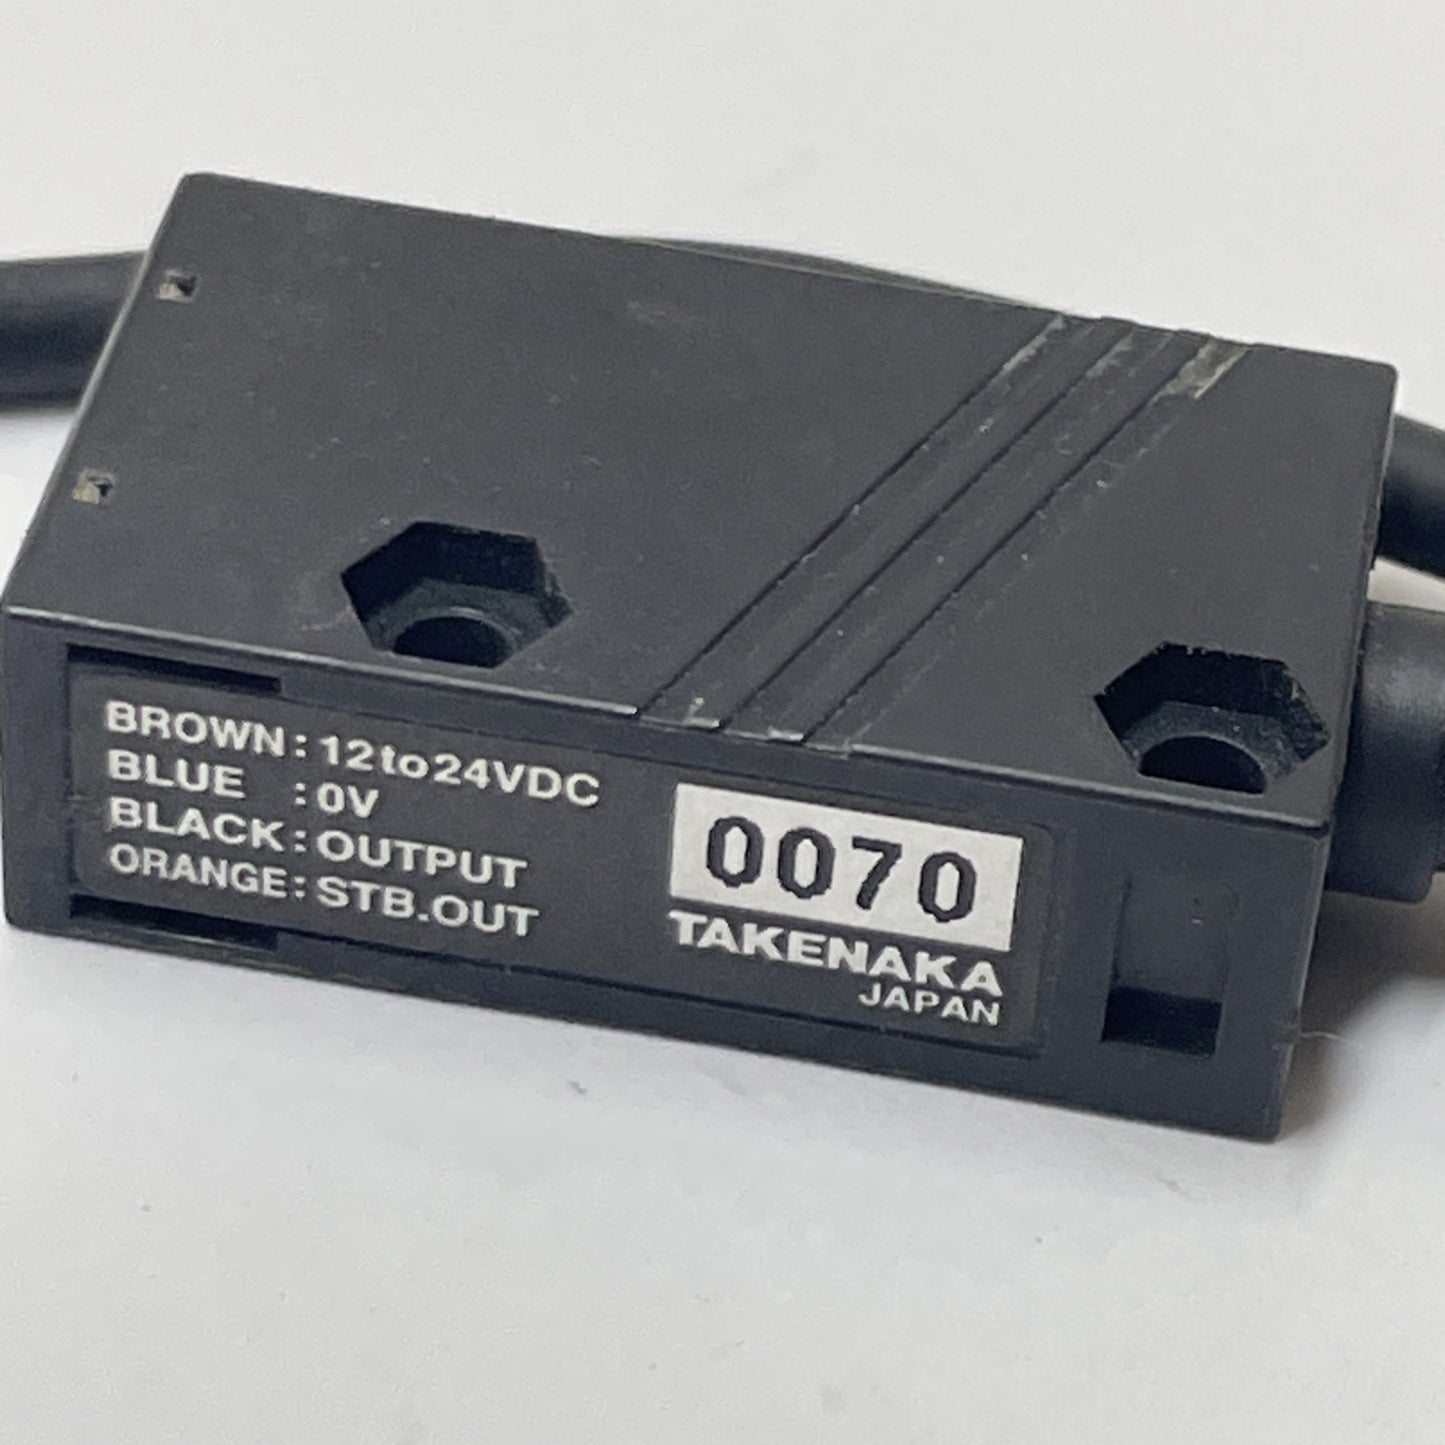 BROWN: 12to24VDC
BLUE :0V
BLACK: OUTPUT
ORANGE: STB.OUT
0070
TAKENAKA
JAPAN